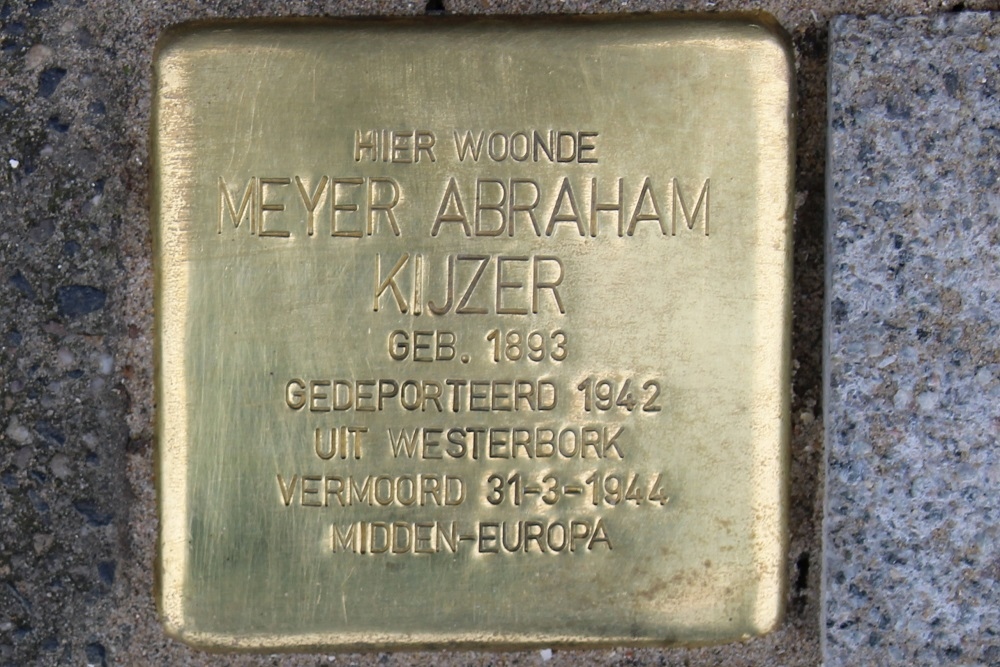 HIER WOONDE
MEYER ABRAHAM
KIJZER
GEB. 1893
GEDEPORTEERD 1942
UIT WESTERBORK
VERMOORD 31-3-1944
MIDDEN-EUROPA